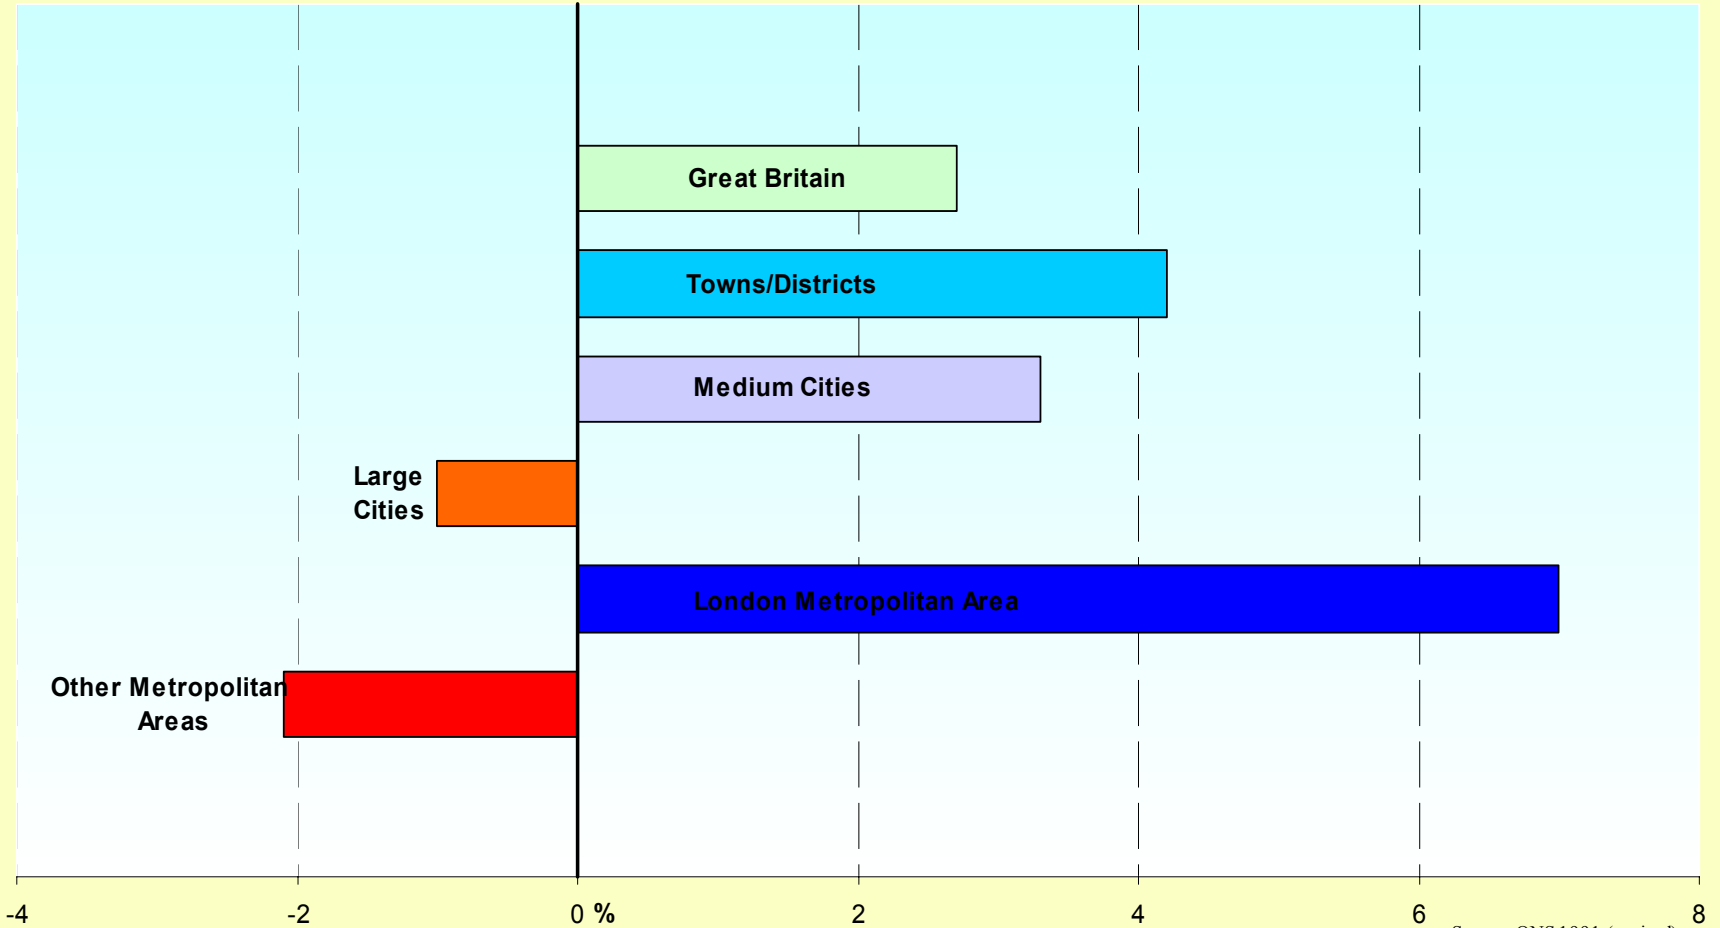 Great Britain
Towns/Districts
Medium Cities
Large
Cities
London Metropolitan Area
Other Metropolitan
Areas
-4 -2 0 % 2 4 6 8